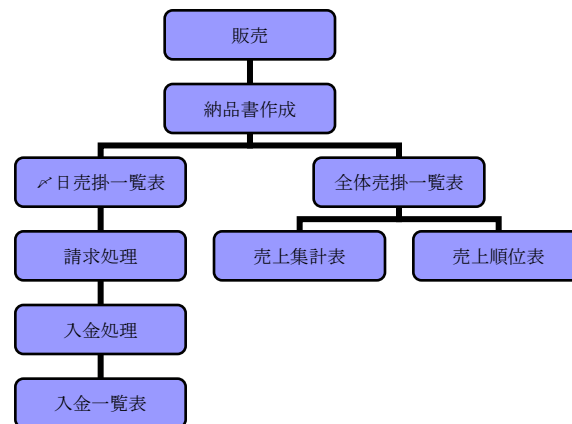 販売
納品書作成
〆日売掛一覧表
全体売掛一覧表
請求処理
売上集計表
売上順位表
入金処理
入金一覧表